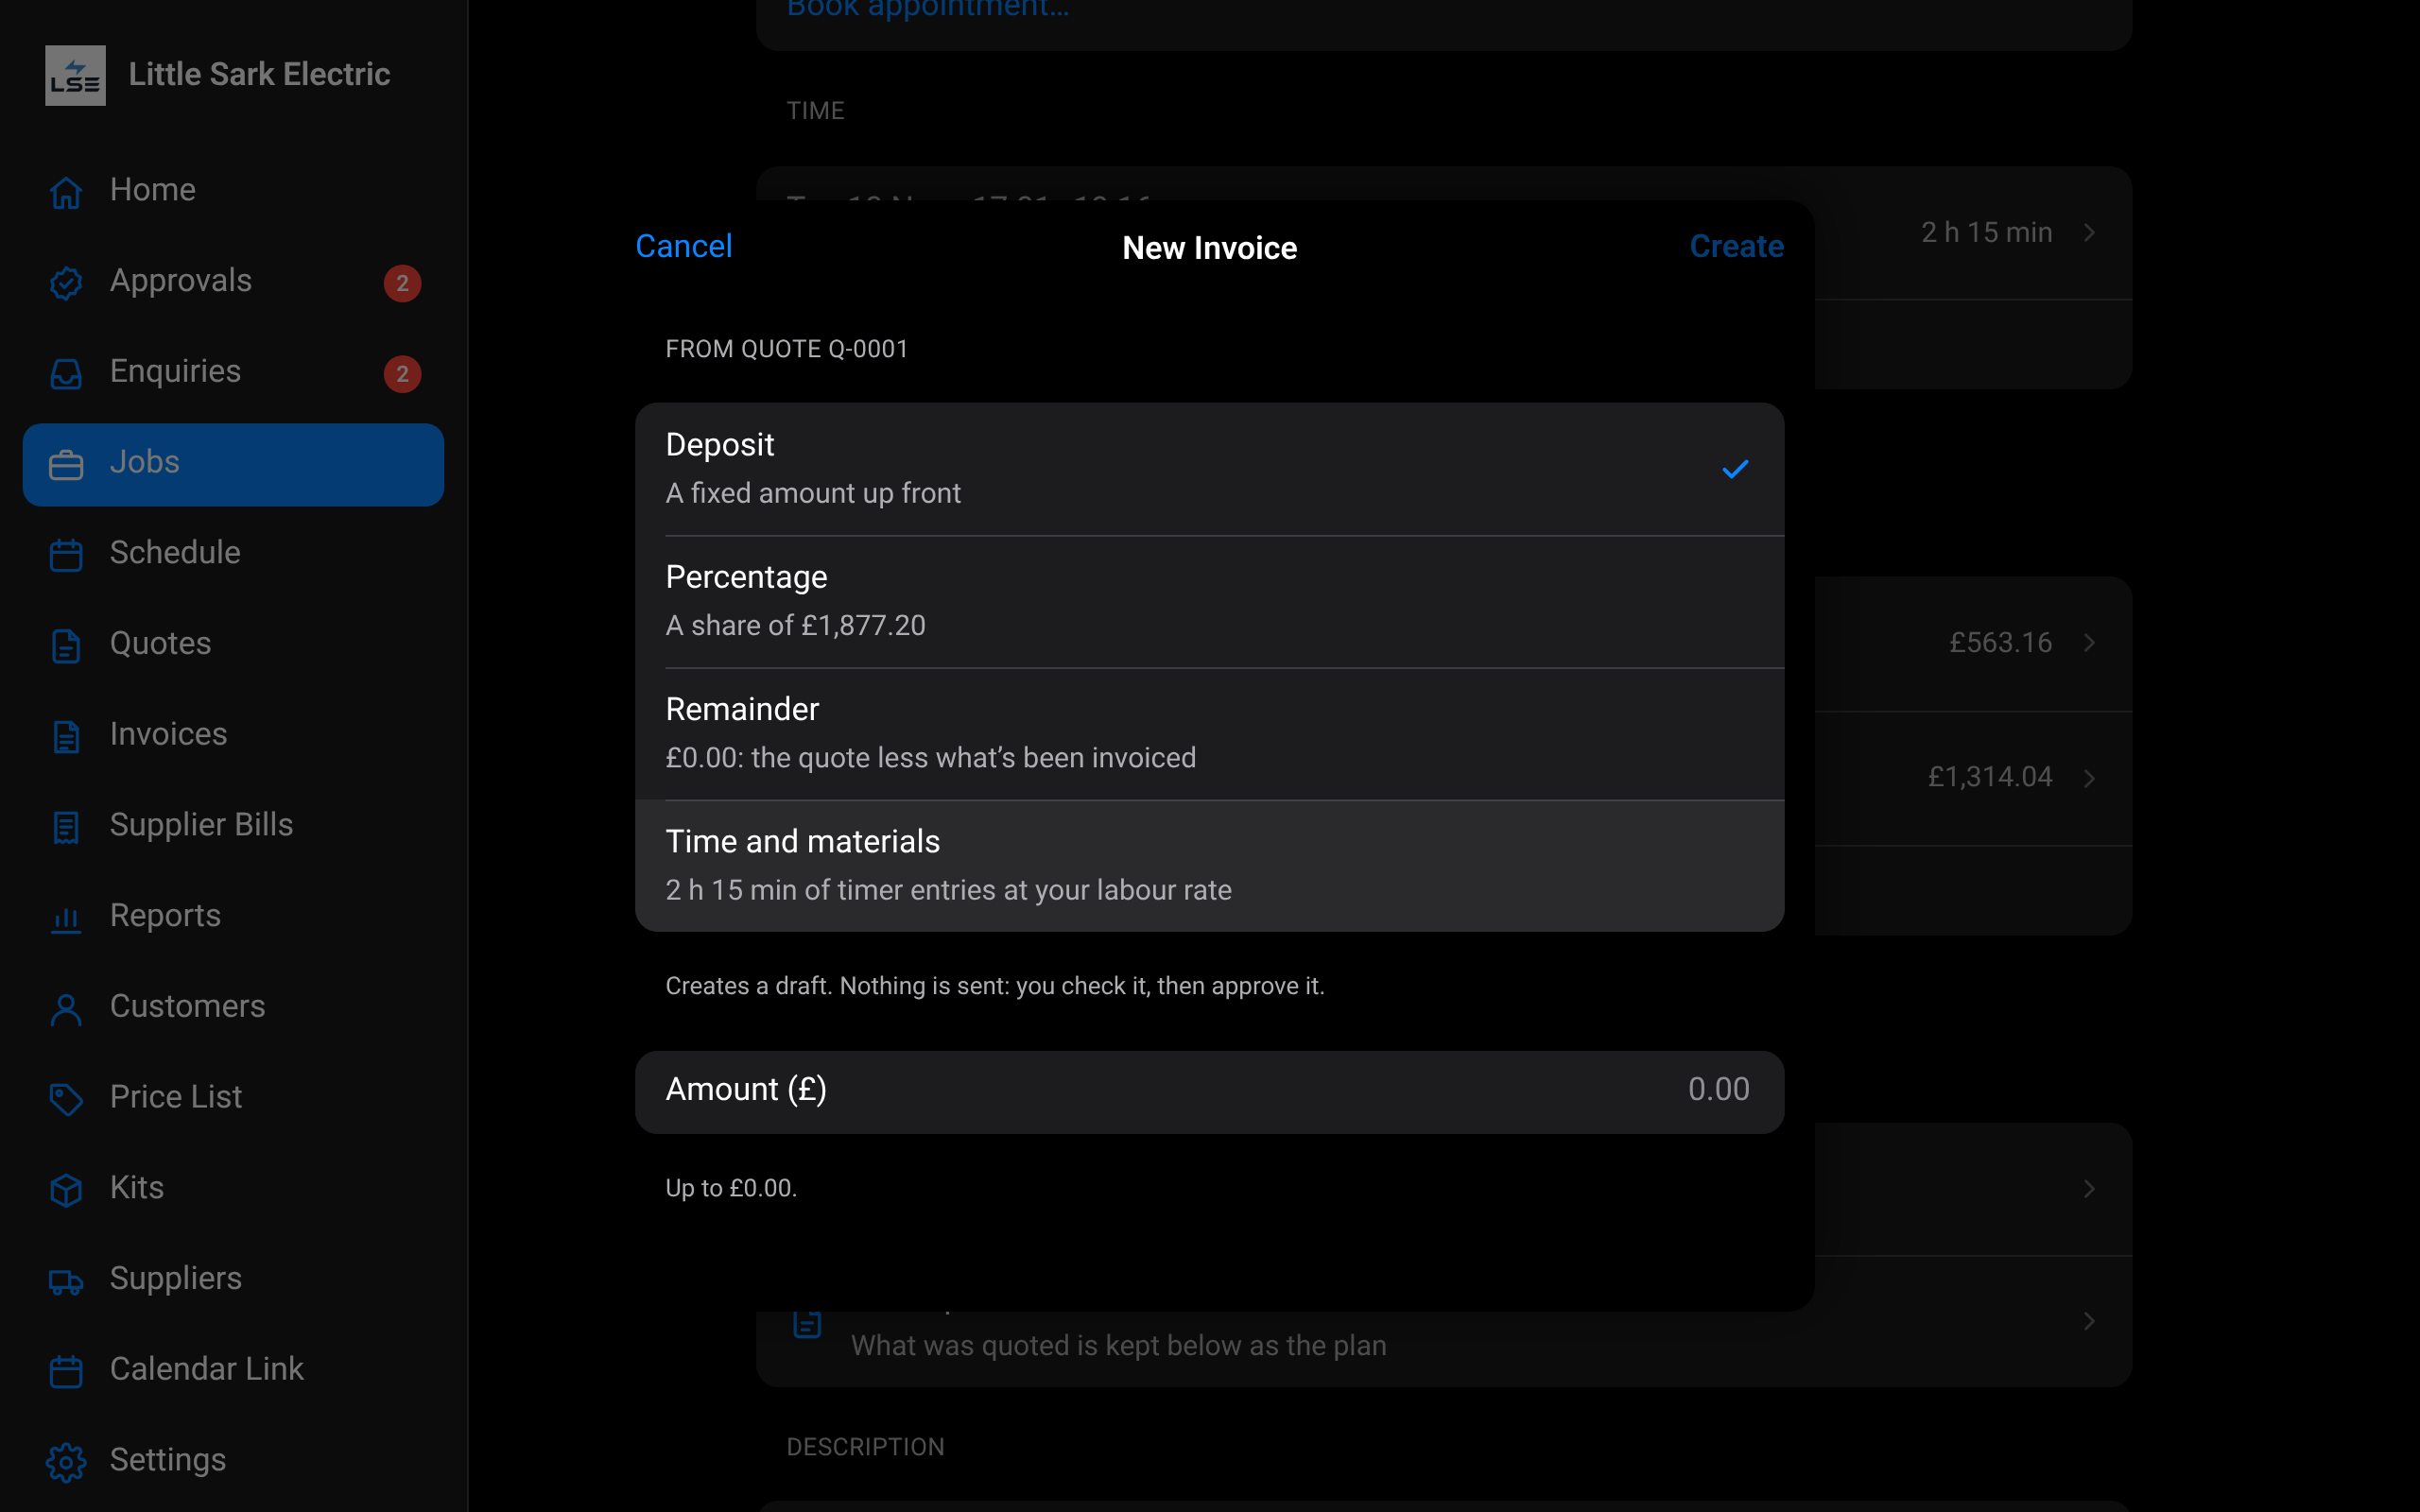 LSE
Little Sark Electric
Home
Approvals
2
Enquiries
2
Jobs
Schedule
Quotes
Invoices
Supplier Bills
Reports
Customers
Price List
Kits
Suppliers
Calendar Link
Settings
Book appointment…
TIME
2 h 15 min
Cancel
New Invoice
Create
FROM QUOTE Q-0001
Deposit
A fixed amount up front
Percentage
A share of £1,877.20
Remainder
£0.00: the quote less what’s been invoiced
Time and materials
2 h 15 min of timer entries at your labour rate
Creates a draft. Nothing is sent: you check it, then approve it.
Amount (£)
0.00
Up to £0.00.
£563.16
£1,314.04
What was quoted is kept below as the plan
DESCRIPTION